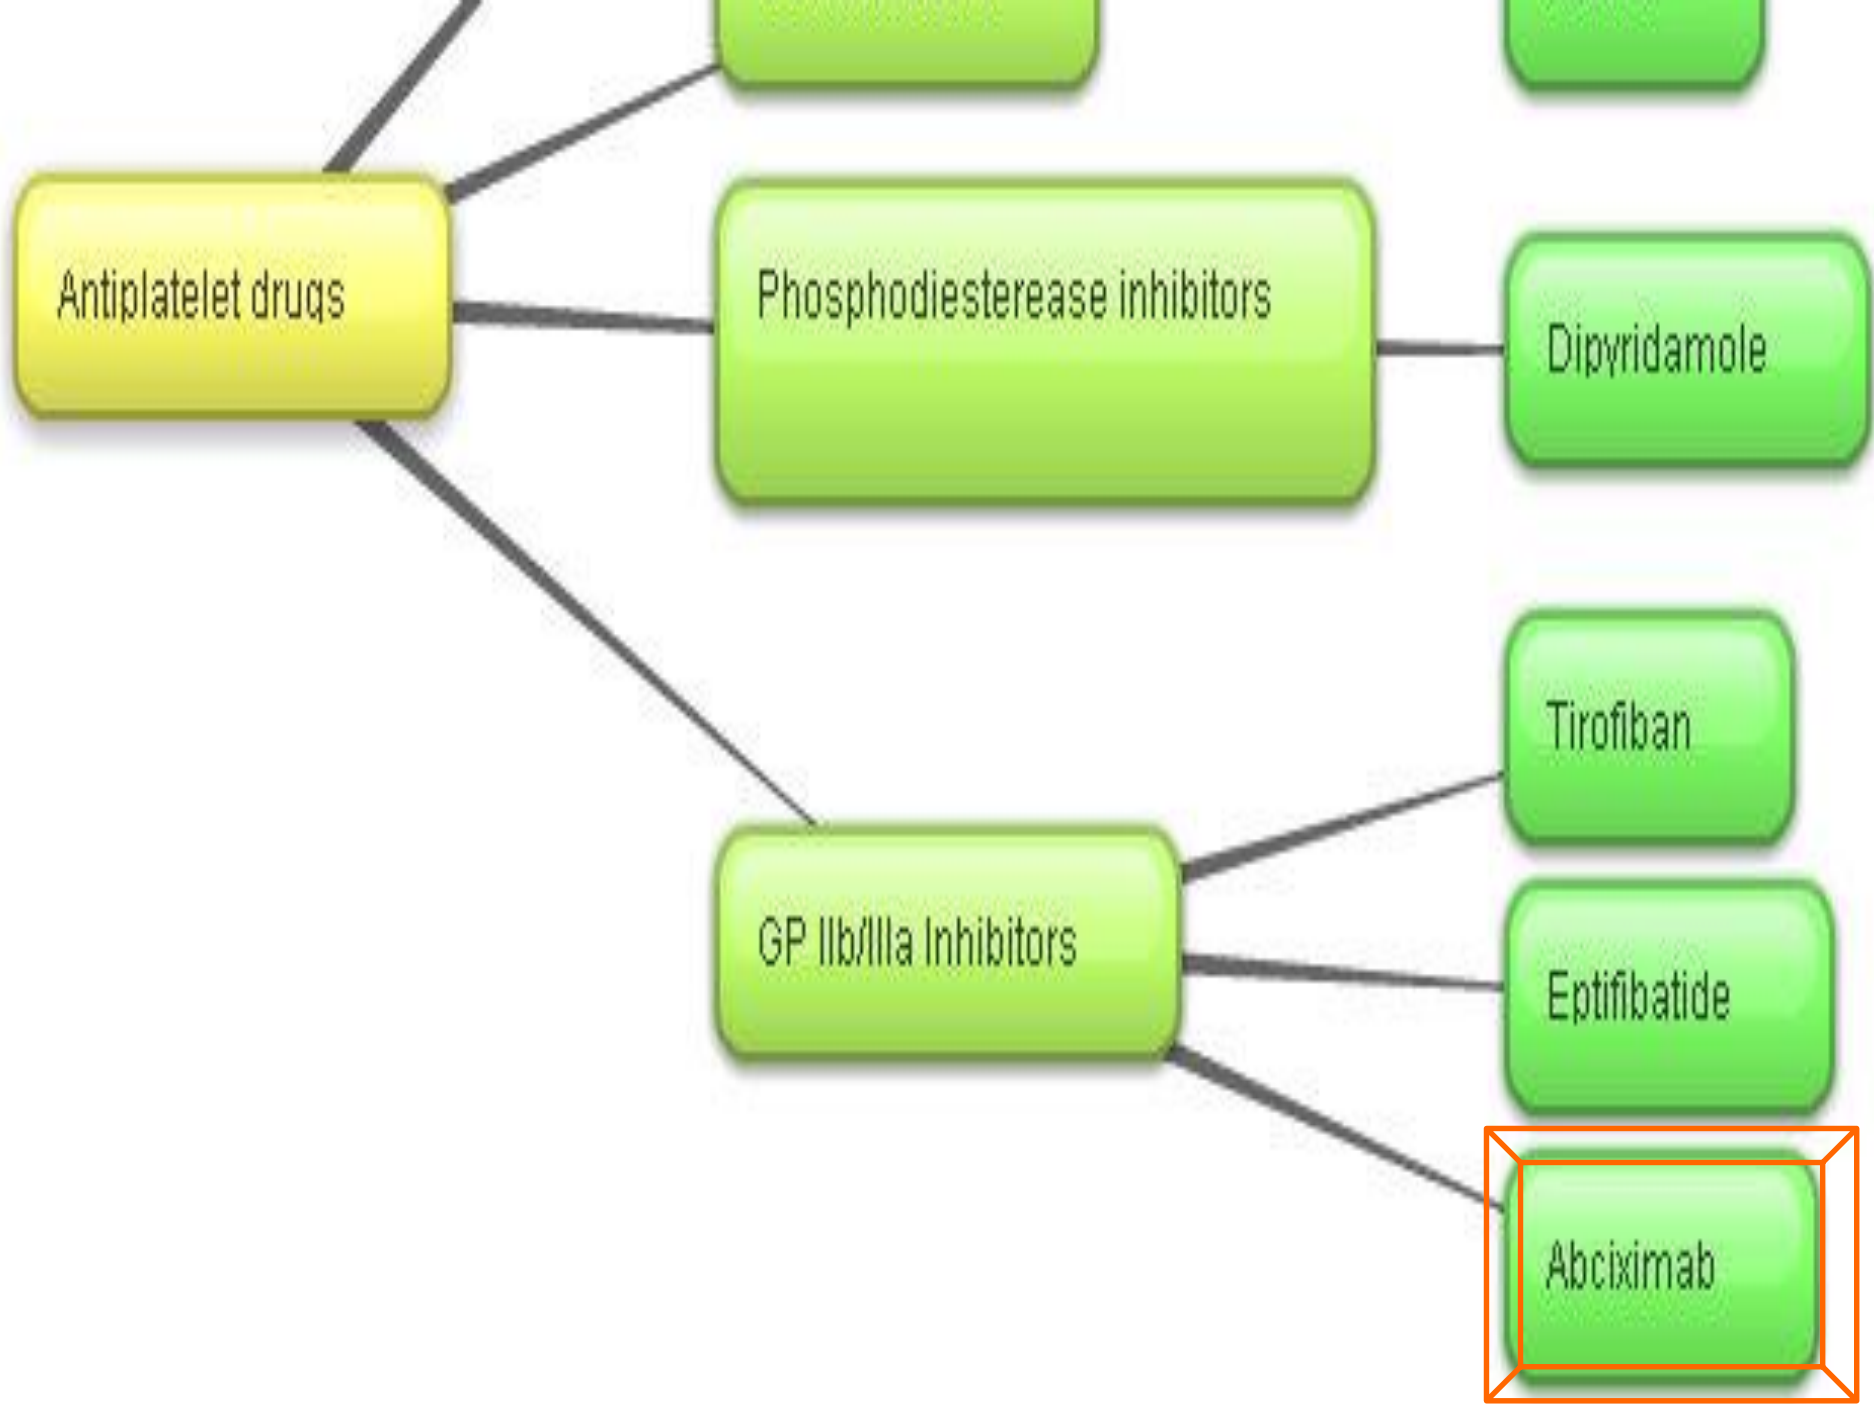 Antiplatelet drugs
Phosphodiesterease inhibitors
Dipyridamole
Tirofiban
GP IIb/IIIa Inhibitors
Eptifibatide
Abciximab